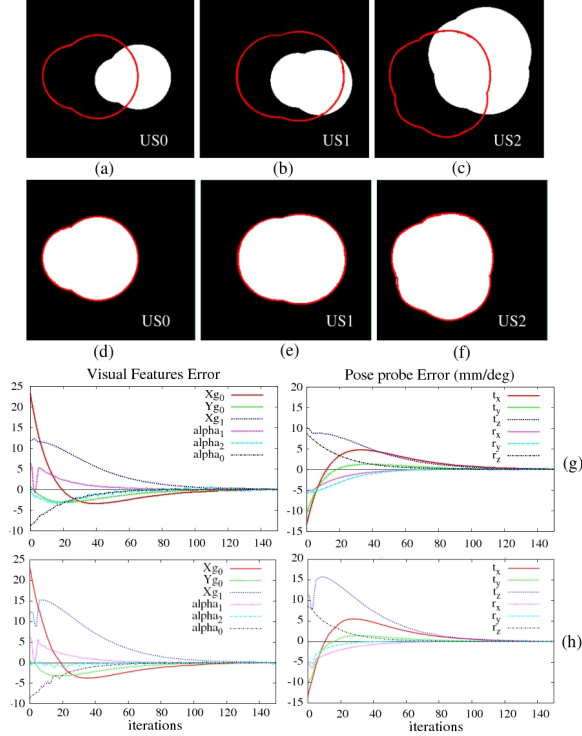 US0
US1
US2
(a)
(b)
(c)
US0
US1
US2
(d)
(e)
(f)
Visual Features Error
25
20
15
10
5
0
-5
-10
0 20 40 60 80 100 120 140
Xg0
Yg0
Xg1
alpha1
alpha2
alpha0
Pose probe Error (mm/deg)
20
15
10
5
0
-5
-10
-15
0 20 40 60 80 100 120 140
tx
ty
tz
rx
ry
rz
(g)
25
20
15
10
5
0
-5
-10
0 20 40 60 80 100 120 140
iterations
Xg0
Yg0
Xg1
alpha1
alpha2
alpha0
20
15
10
5
0
-5
-10
-15
0 20 40 60 80 100 120 140
iterations
tx
ty
tz
rx
ry
rz
(h)